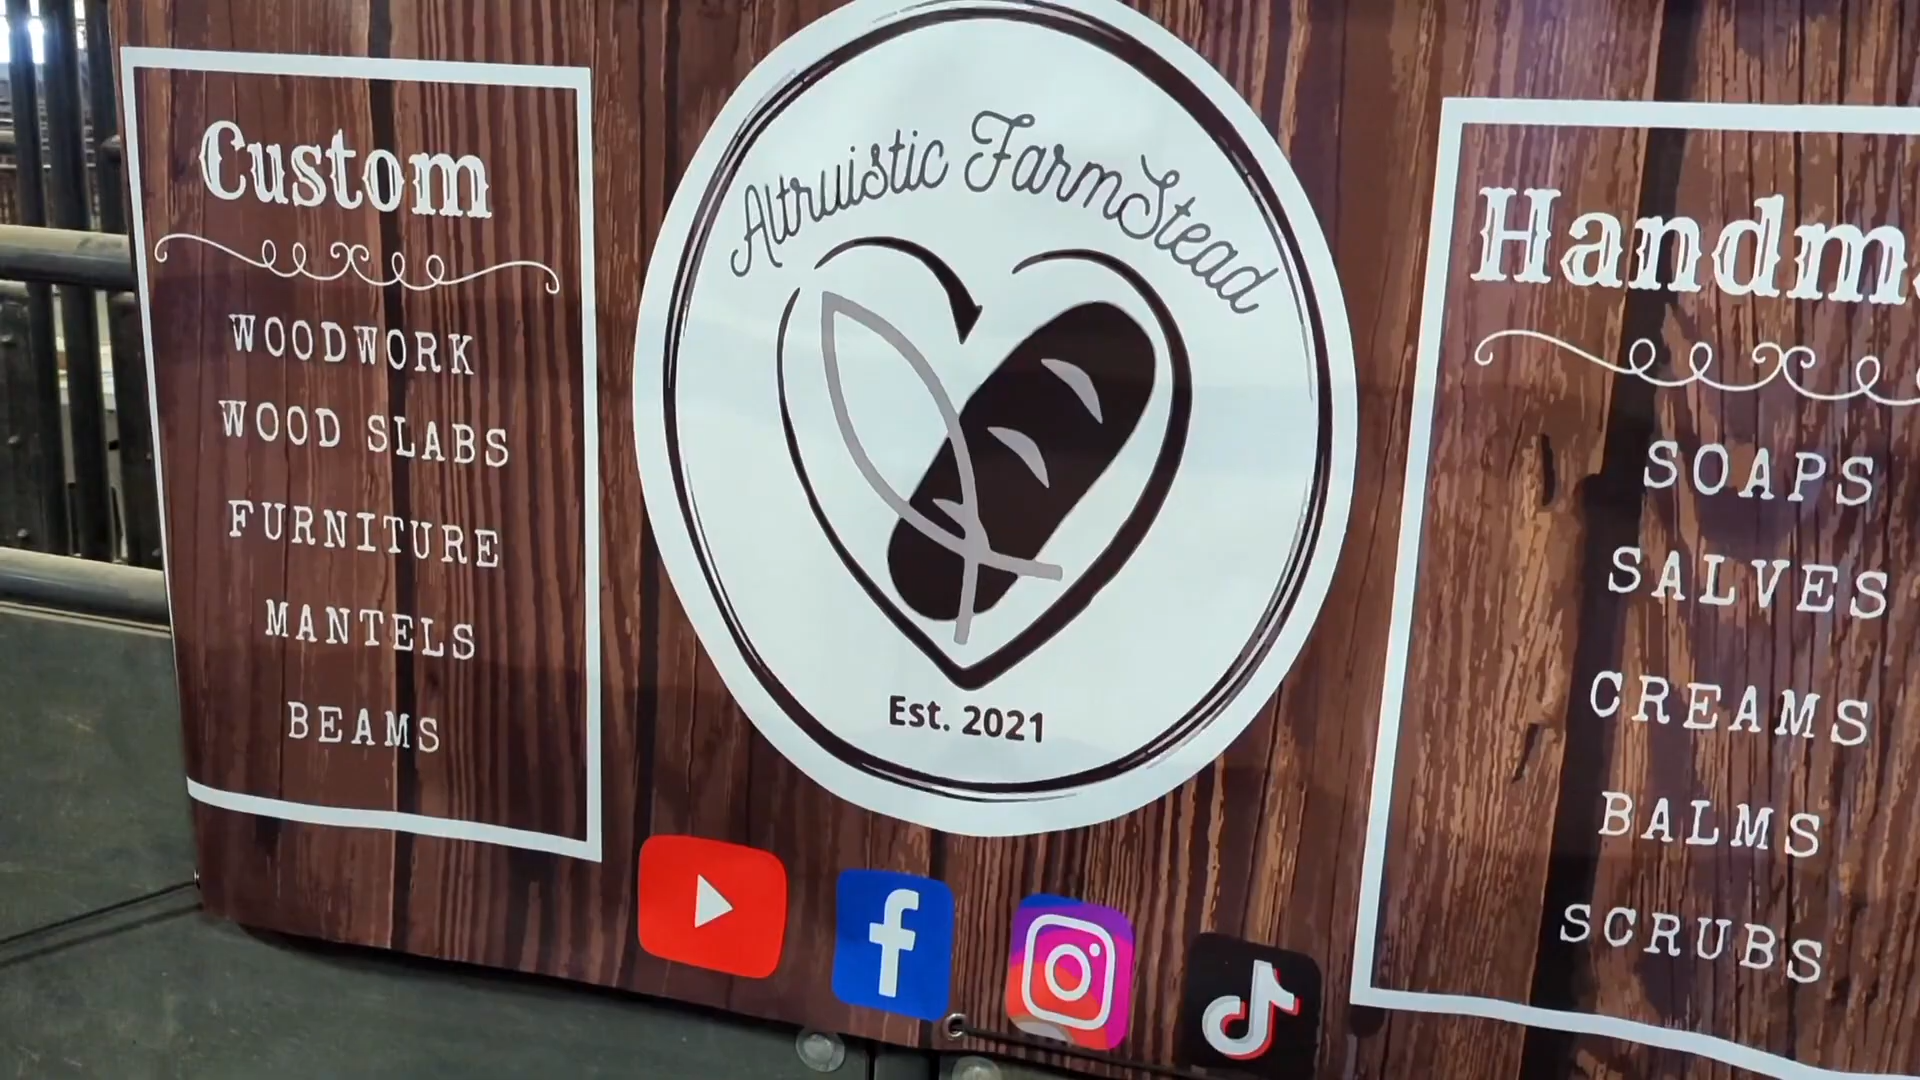 Custom
WOODWORK
WOOD SLABS
FURNITURE
MANTELS
BEAMS
Altruistic FarmStead
Est. 2021
SOAPS
SALVES
CREAMS
BALMS
SCRUBS